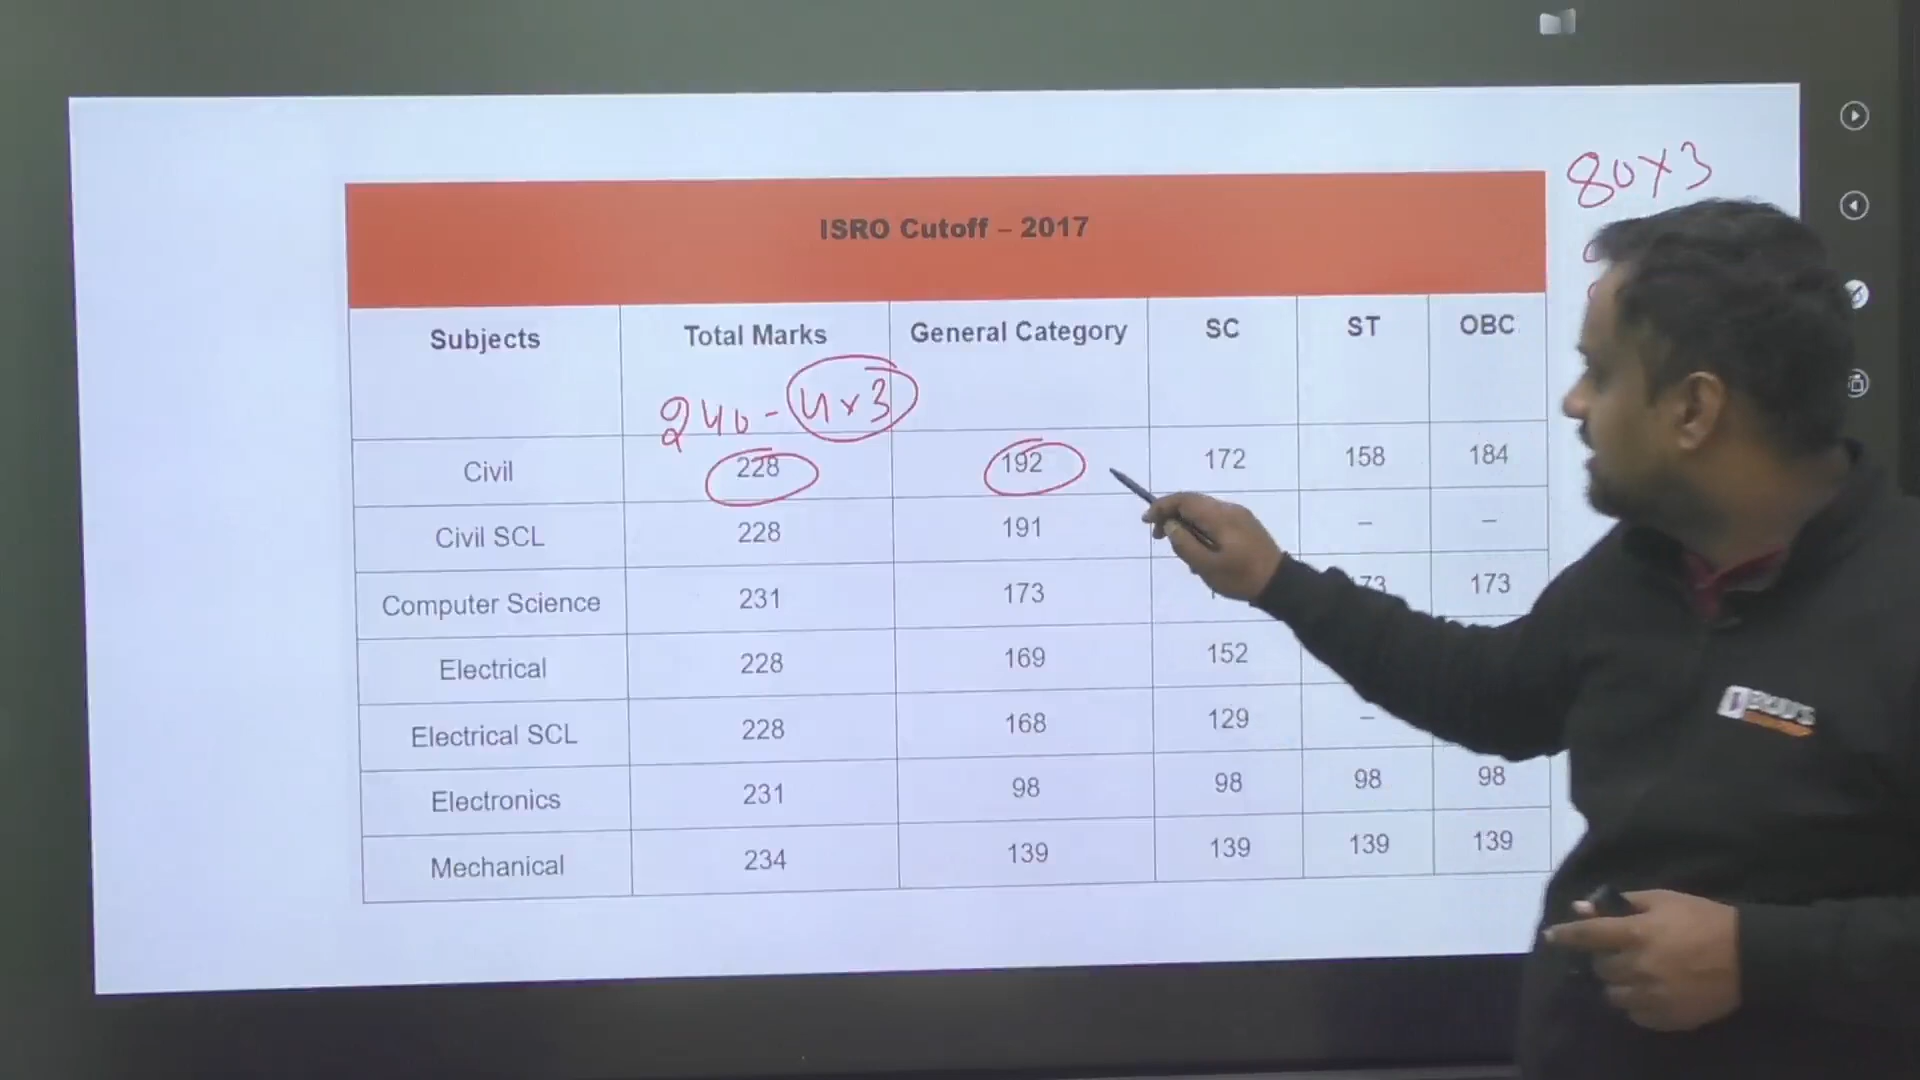 80×3
ISRO Cutoff – 2017
Subjects Total Marks General Category SC ST OBC
240-4×3
Civil 228 192 172 158 184
Civil SCL 228 191 – –
Computer Science 231 173 173
Electrical 228 169 152
Electrical SCL 228 168 129 –
Electronics 231 98 98 98 98
Mechanical 234 139 139 139 139
BYJU'S